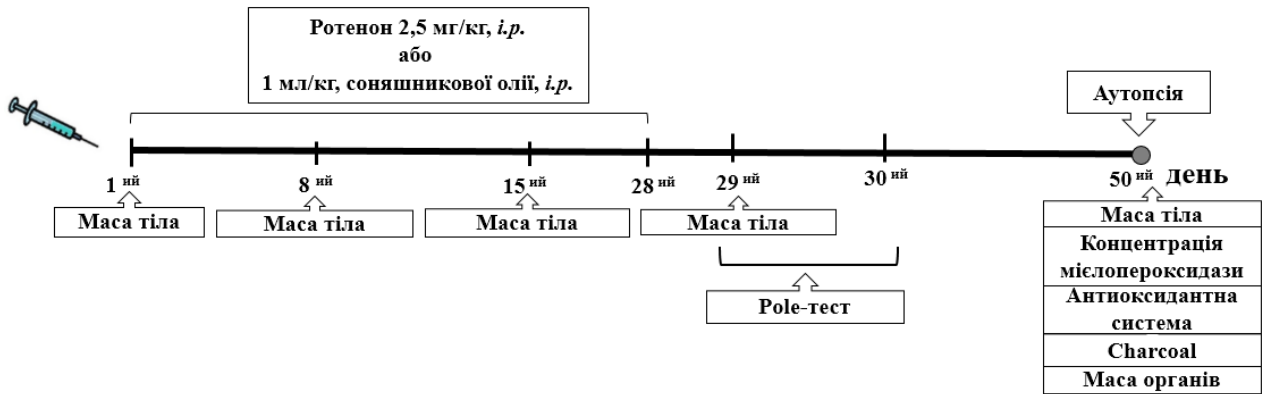 Ротенон 2,5 мг/кг, i.p.
або
1 мл/кг, соняшникової олії, i.p.
Аутопсія
1 ий
8 ий
15 ий
28 ий
29 ий
30 ий
50 ий день
Маса тіла
Маса тіла
Маса тіла
Маса тіла
Маса тіла
Концентрація
мієлопероксидази
Антиоксидантна
система
Charcoal
Маса органів
Pole-тест